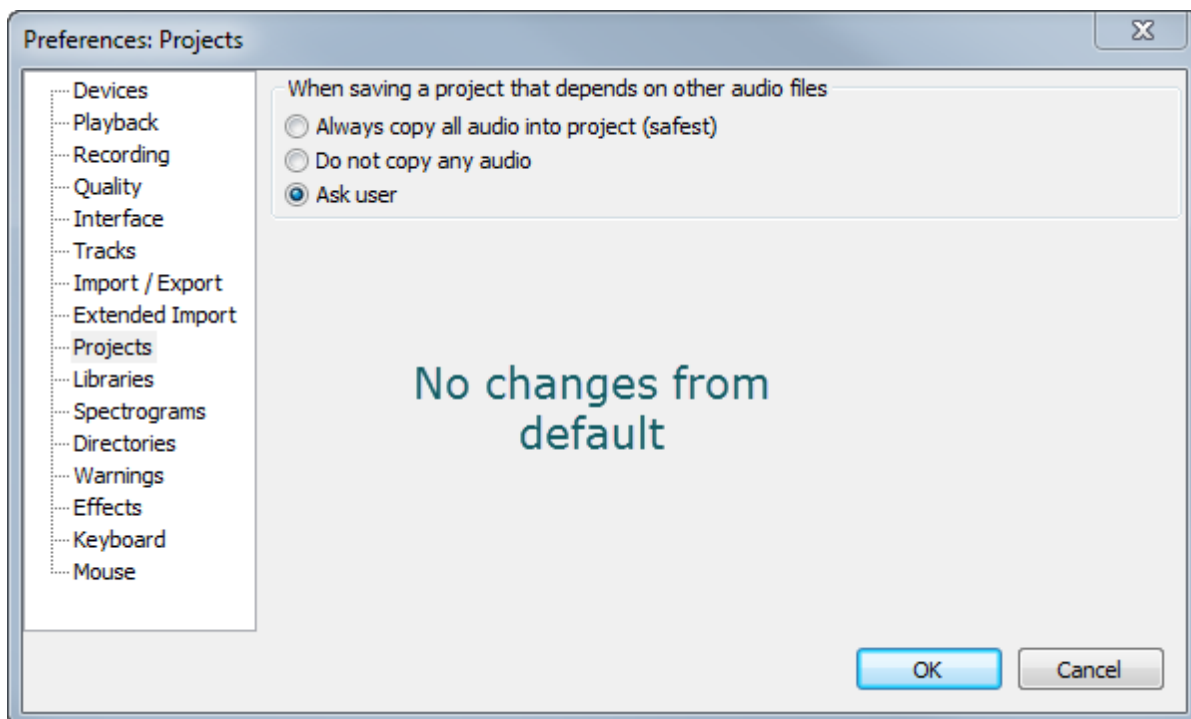 Preferences: Projects
Devices
Playback
Recording
Quality
Interface
Tracks
Import / Export
Extended Import
Projects
Libraries
Spectrograms
Directories
Warnings
Effects
Keyboard
Mouse
When saving a project that depends on other audio files
Always copy all audio into project (safest)
Do not copy any audio
Ask user
No changes from
default
OK
Cancel